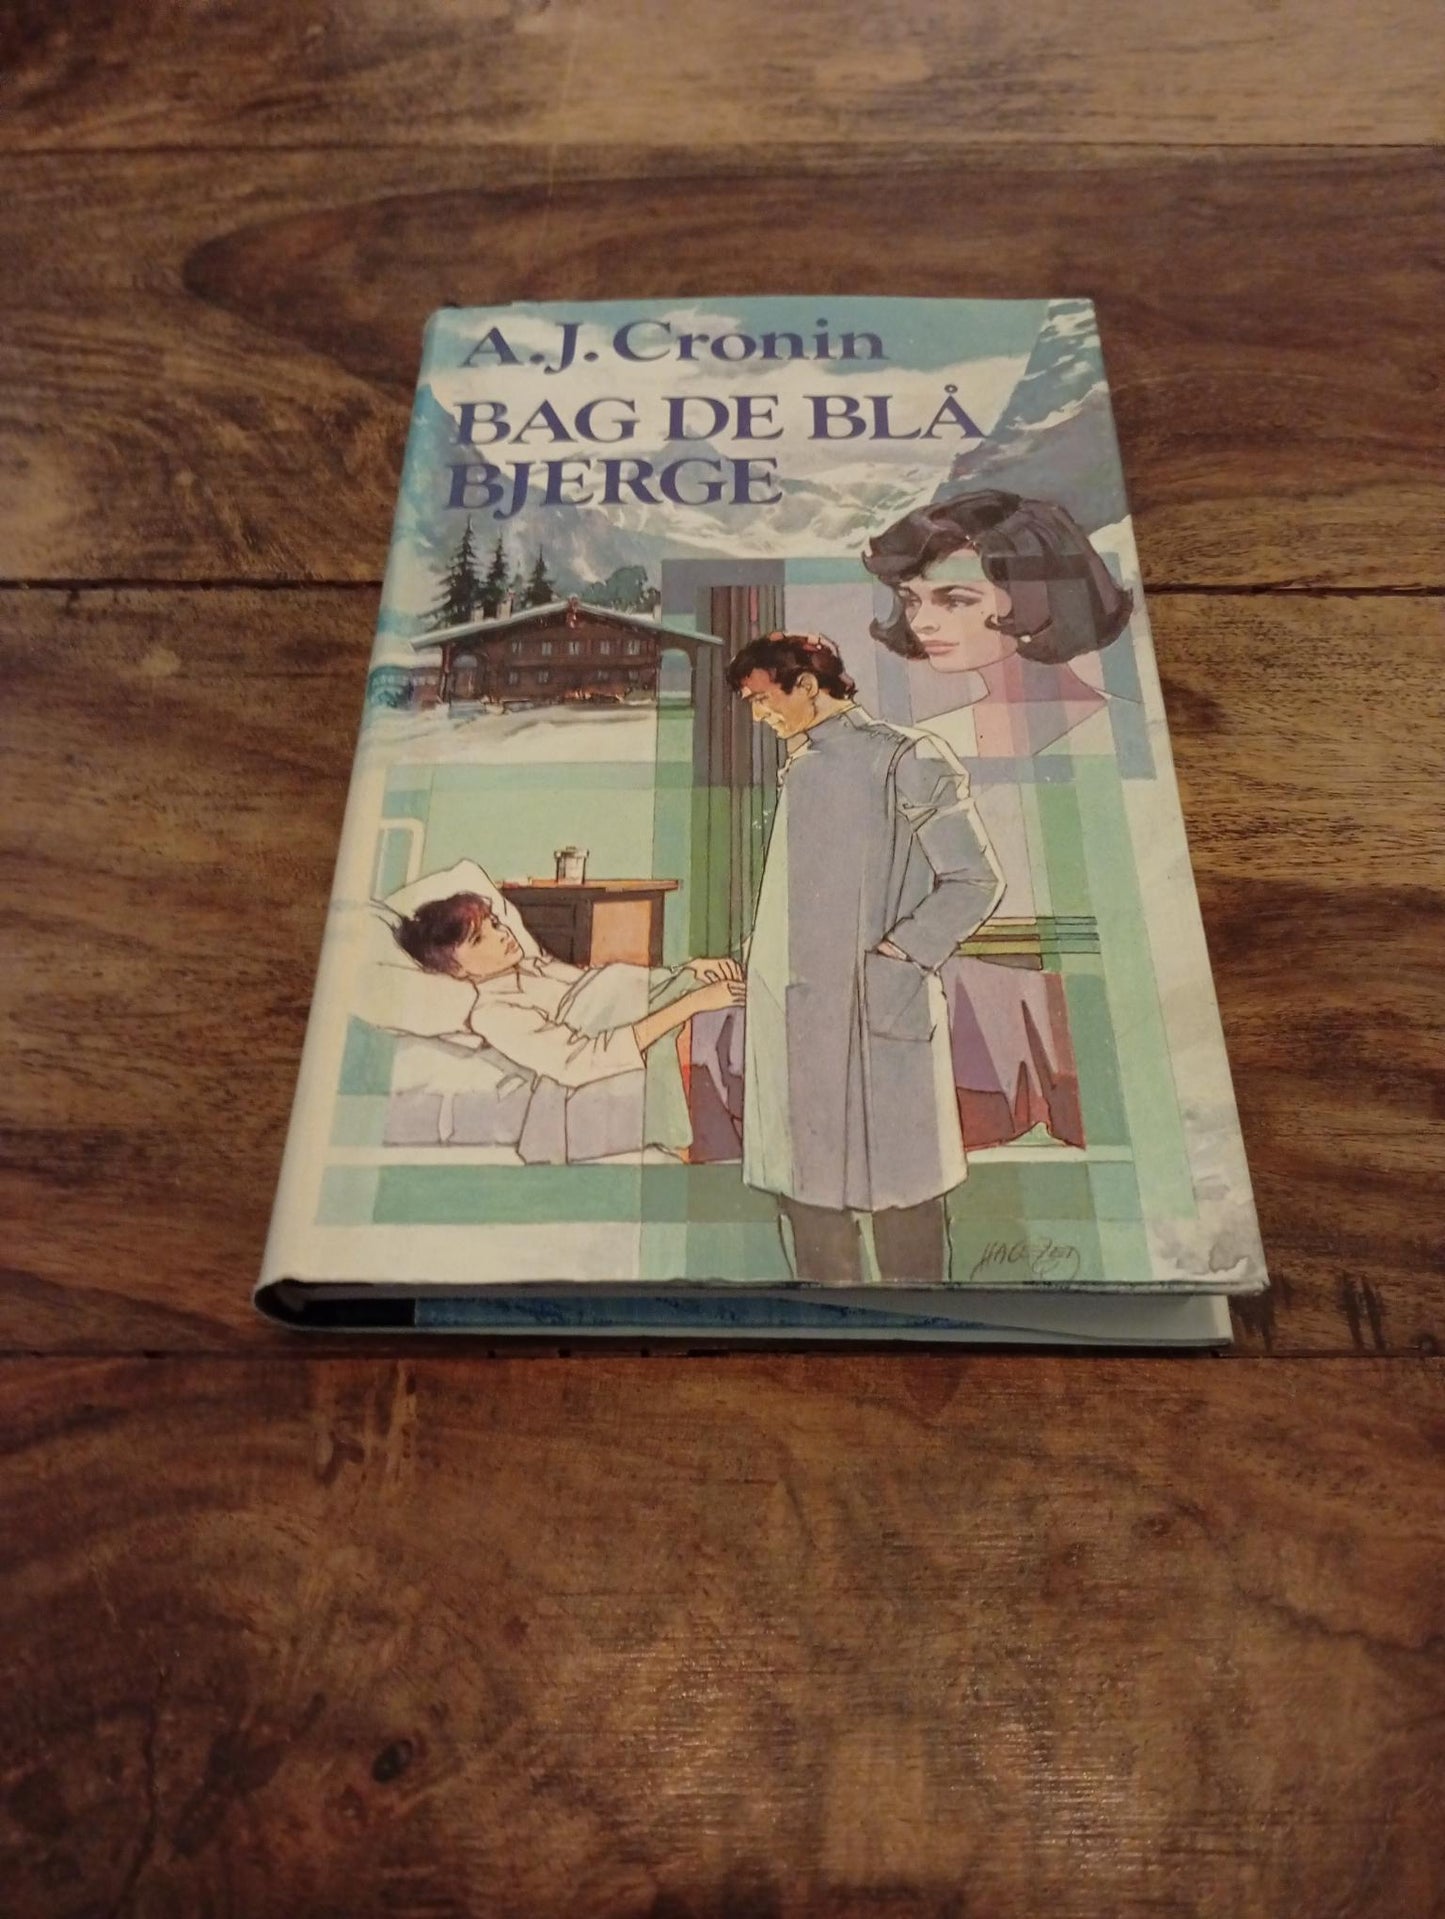 A.J. Cronin
BAG DE BLÅ
BJERGE